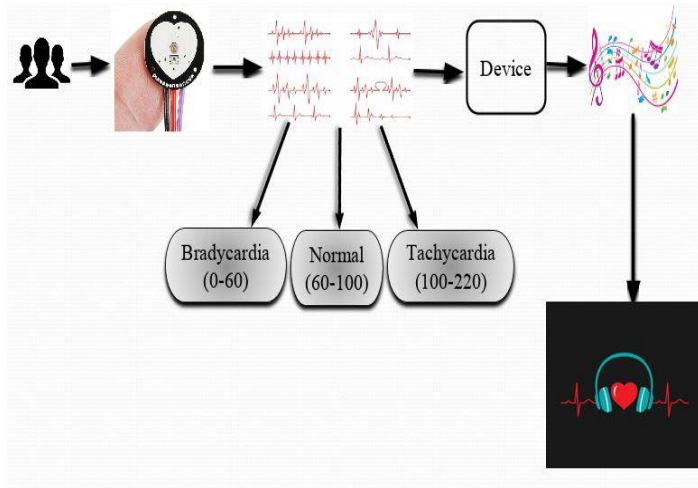 Device
Bradycardia
(0-60)
Normal
(60-100)
Tachycardia
(100-220)